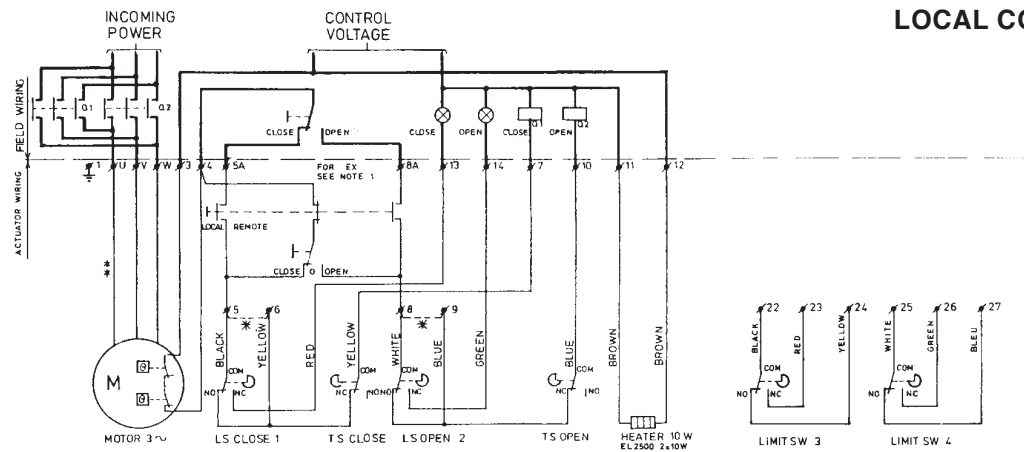 LOCAL CO
INCOMING
POWER
CONTROL
VOLTAGE
FIELD WIRING
ACTUATOR WIRING
Q.1
Q.2
CLOSE
OPEN
CLOSE
OPEN
CLOSE
Q.1
OPEN
Q.2
1
U
V
W
3
4
5A
FOR EX
SEE NOTE 1
8A
13
14
7
10
11
12
LOCAL
REMOTE
CLOSE
O
OPEN
**
5
6
8
9
*
*
BLACK
YELLOW
RED
YELLOW
WHITE
BLUE
GREEN
BLUE
BROWN
BROWN
COM
NO
NC
COM
NC
NO
COM
NO
NC
COM
NC
NO
M
MOTOR 3~
LS CLOSE 1
TS CLOSE
LS OPEN 2
TS OPEN
HEATER 10 W
EL2500 2x10W
22
23
24
25
26
27
BLACK
RED
YELLOW
WHITE
GREEN
BLEU
COM
NO
NC
COM
NO
NC
LIMIT SW 3
LIMIT SW 4